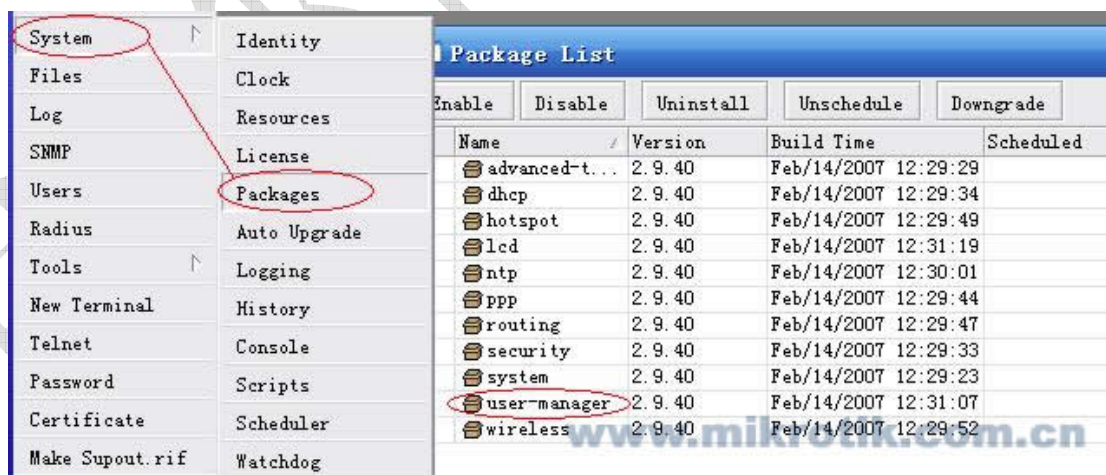 System
Files
Log
SNMP
Users
Radius
Tools
New Terminal
Telnet
Password
Certificate
Make Supout.rif
Identity
Clock
Resources
License
Packages
Auto Upgrade
Logging
History
Console
Scripts
Scheduler
Watchdog
Package List
Enable Disable Uninstall Unschedule Downgrade
Name Version Build Time Scheduled
advanced-t... 2.9.40 Feb/14/2007 12:29:29
dhcp 2.9.40 Feb/14/2007 12:29:34
hotspot 2.9.40 Feb/14/2007 12:29:49
lcd 2.9.40 Feb/14/2007 12:31:19
ntp 2.9.40 Feb/14/2007 12:30:01
ppp 2.9.40 Feb/14/2007 12:29:44
routing 2.9.40 Feb/14/2007 12:29:47
security 2.9.40 Feb/14/2007 12:29:33
system 2.9.40 Feb/14/2007 12:29:23
user-manager 2.9.40 Feb/14/2007 12:31:07
wireless 2.9.40 Feb/14/2007 12:29:52
www.mikrotik.com.cn